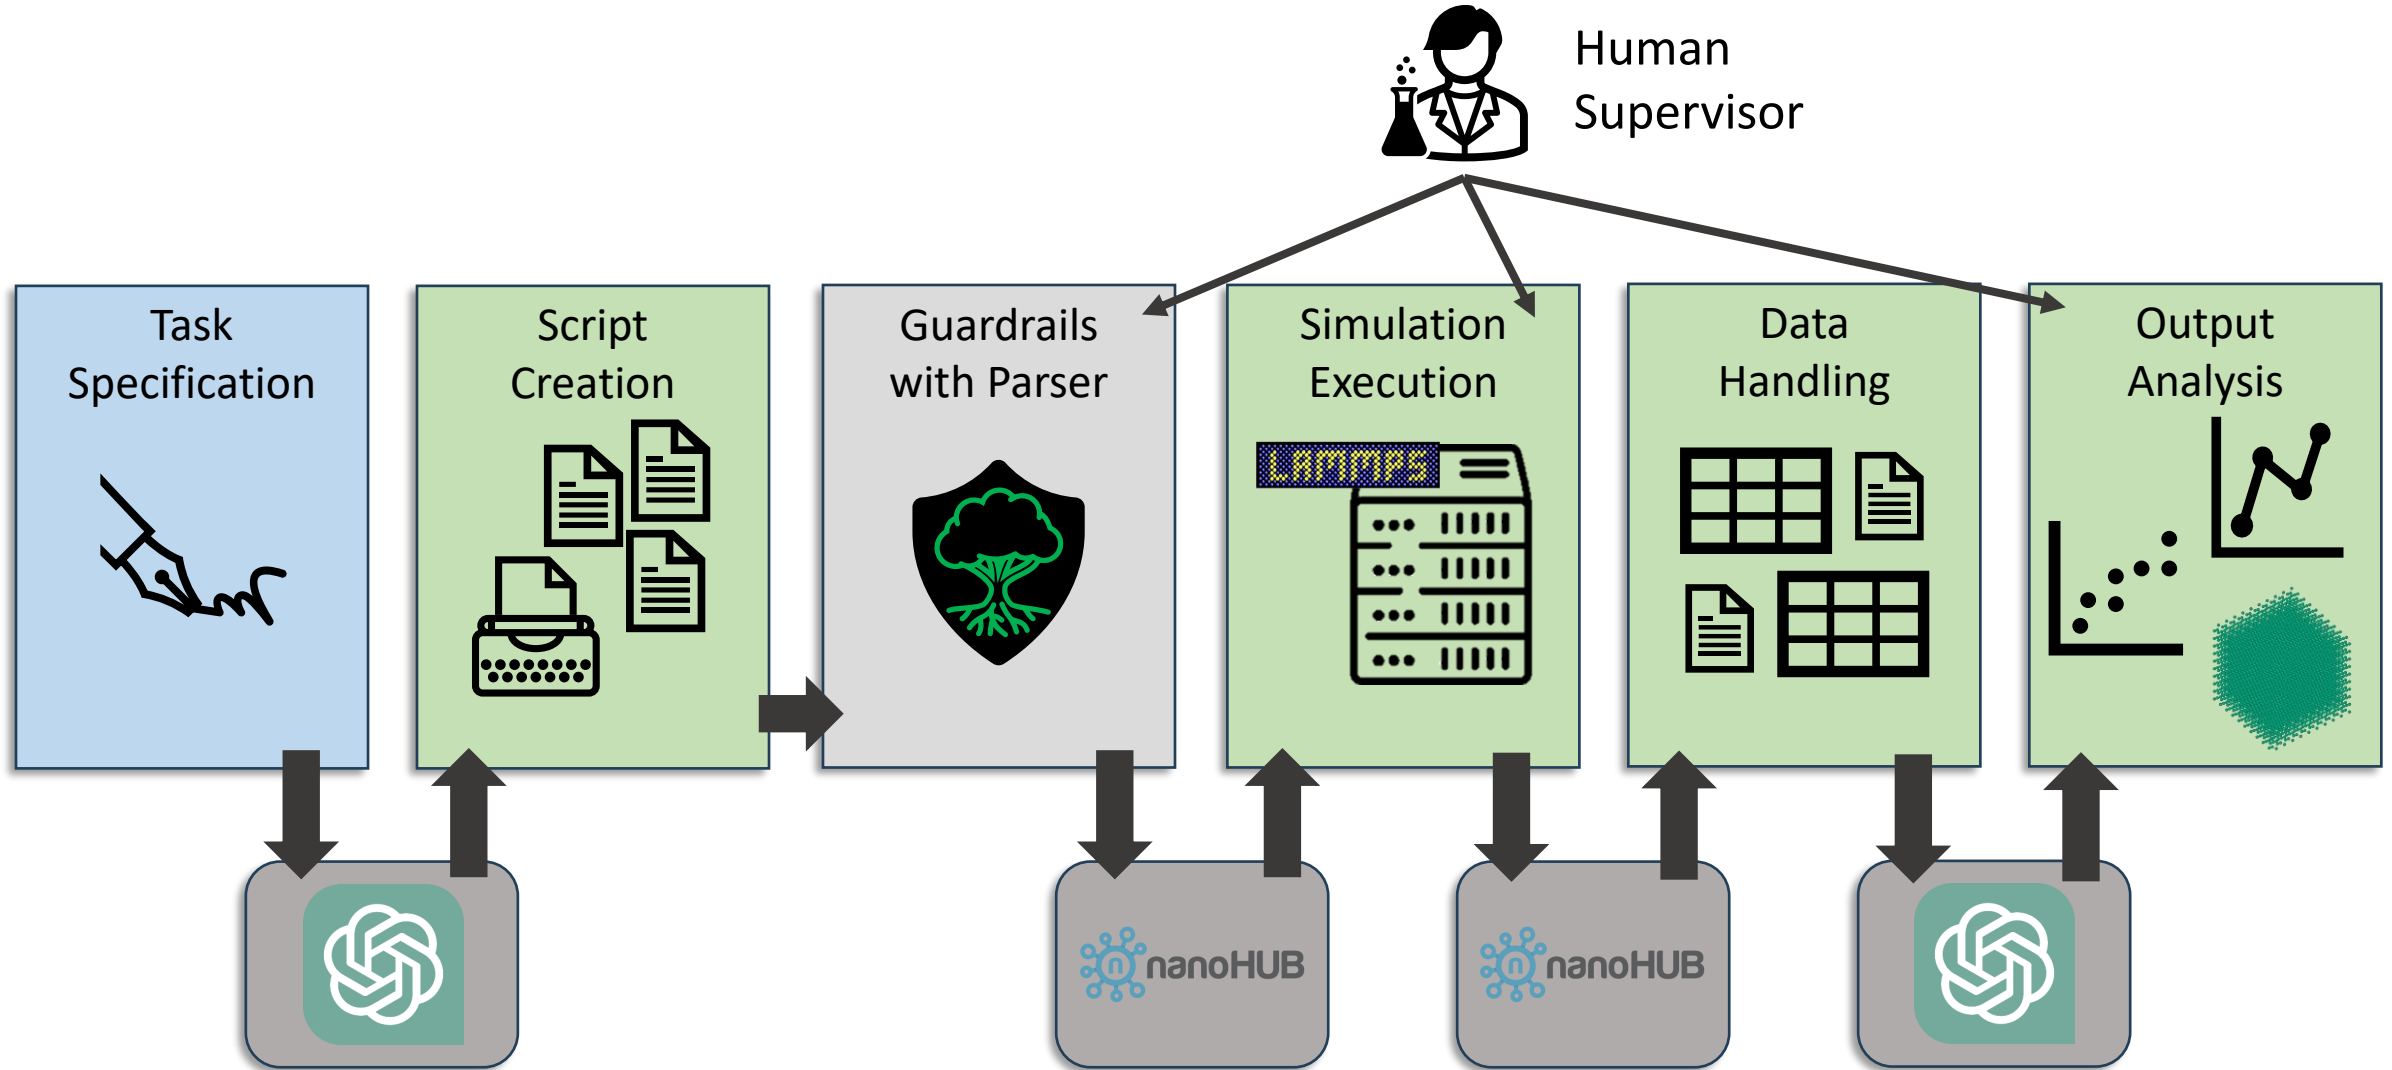 Human
Supervisor
Task
Specification
Script
Creation
Guardrails
with Parser
Simulation
Execution
LAMMPS
Data
Handling
Output
Analysis
n
nanoHUB
n
nanoHUB